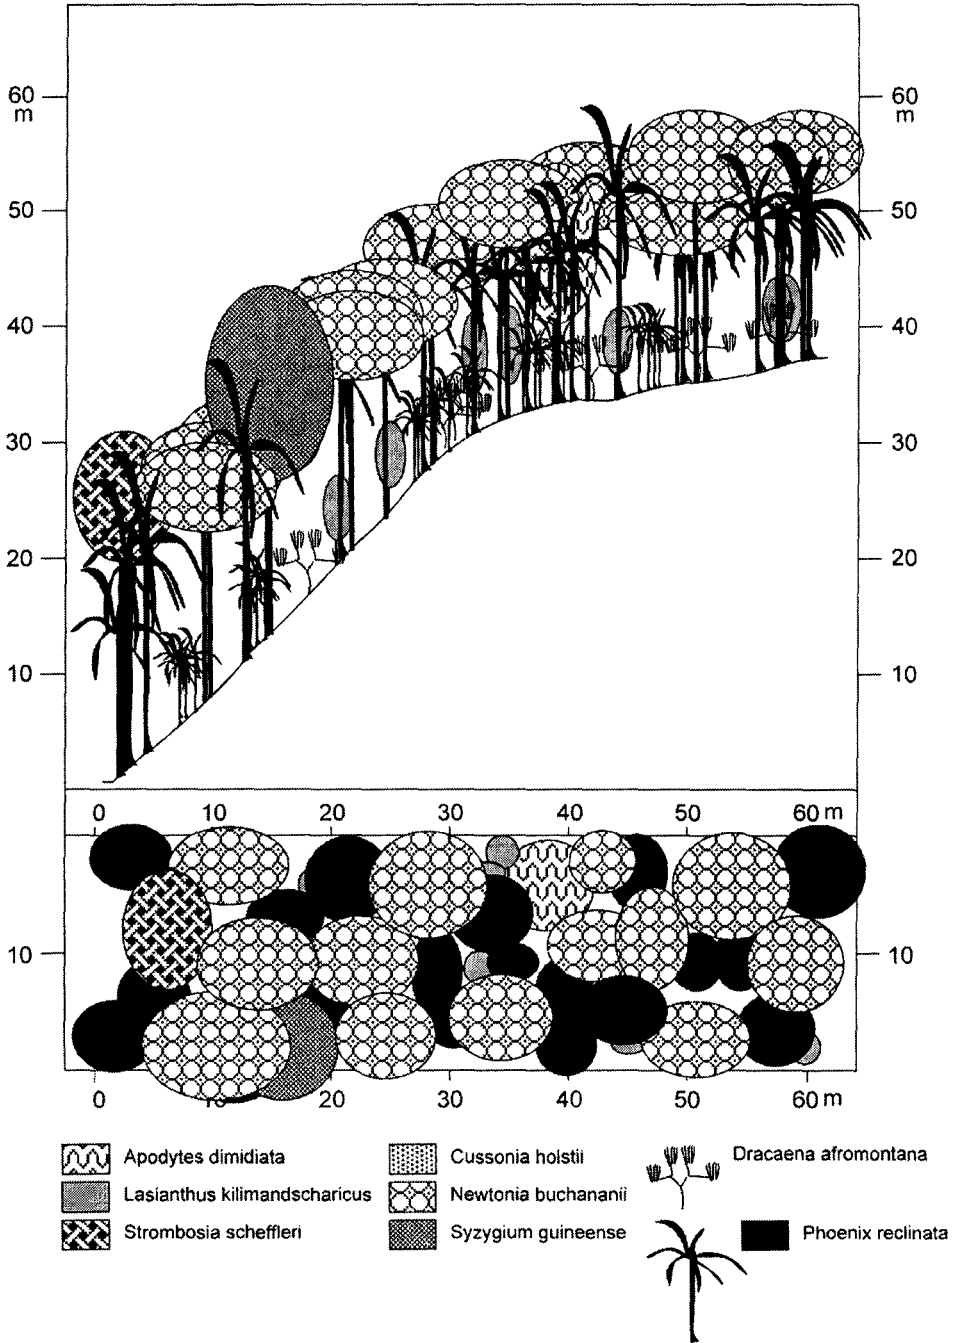 60 60
m m
50 50
40 40
30 30
20 20
10 10
0 10 20 30 40 50 60 m
10 10
0 10 20 30 40 50 60 m
Apodytes dimidiata Cussonia holstii Dracaena afromontana
Lasianthus kilimandscharicus Newtonia buchananii
Strombosia scheffleri Syzygium guineense Phoenix reclinata